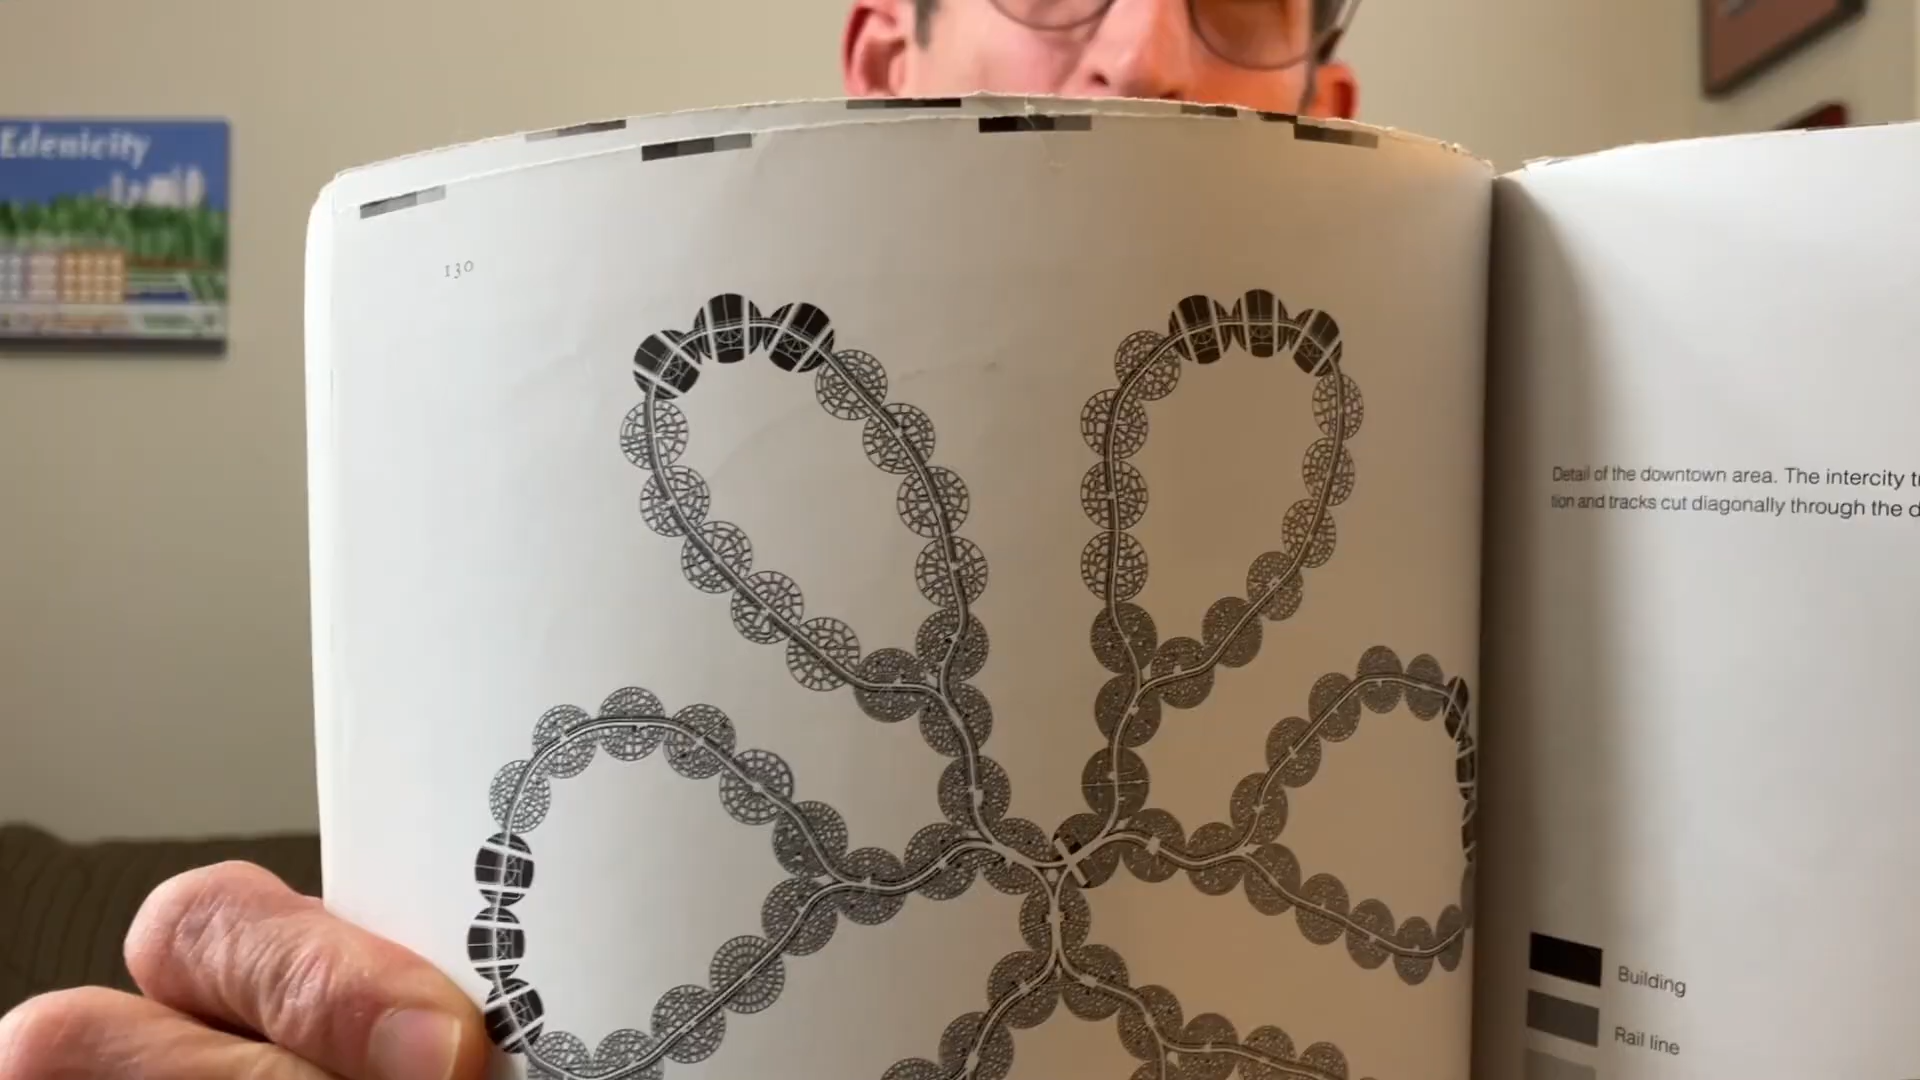 Edenicity
130
Detail of the downtown area. The intercity
tion and tracks cut diagonally through the
Building
Rail line